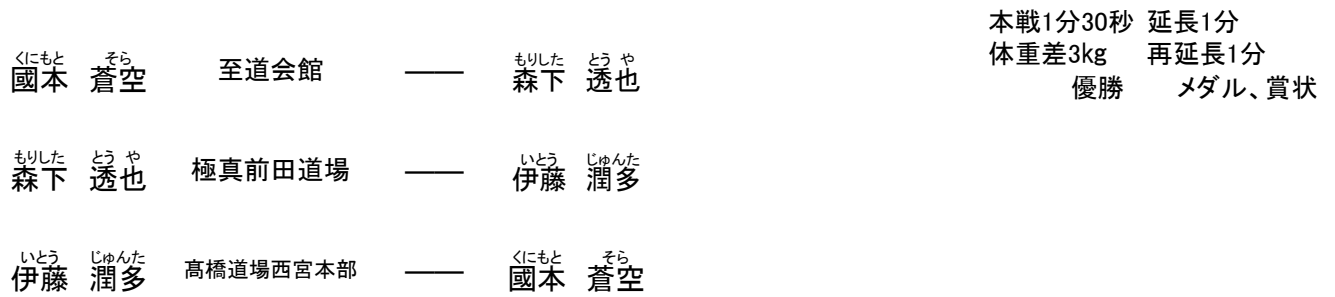 本戦1分30秒 延長1分
体重差3kg 再延長1分
優勝 メダル、賞状
くにもと そら もりした とう や
國本 蒼空 至道会館 ―― 森下 透也
もりした とう や いとう じゅんた
森下 透也 極真前田道場 ―― 伊藤 潤多
いとう じゅんた くにもと そら
伊藤 潤多 髙橋道場西宮本部 ―― 國本 蒼空